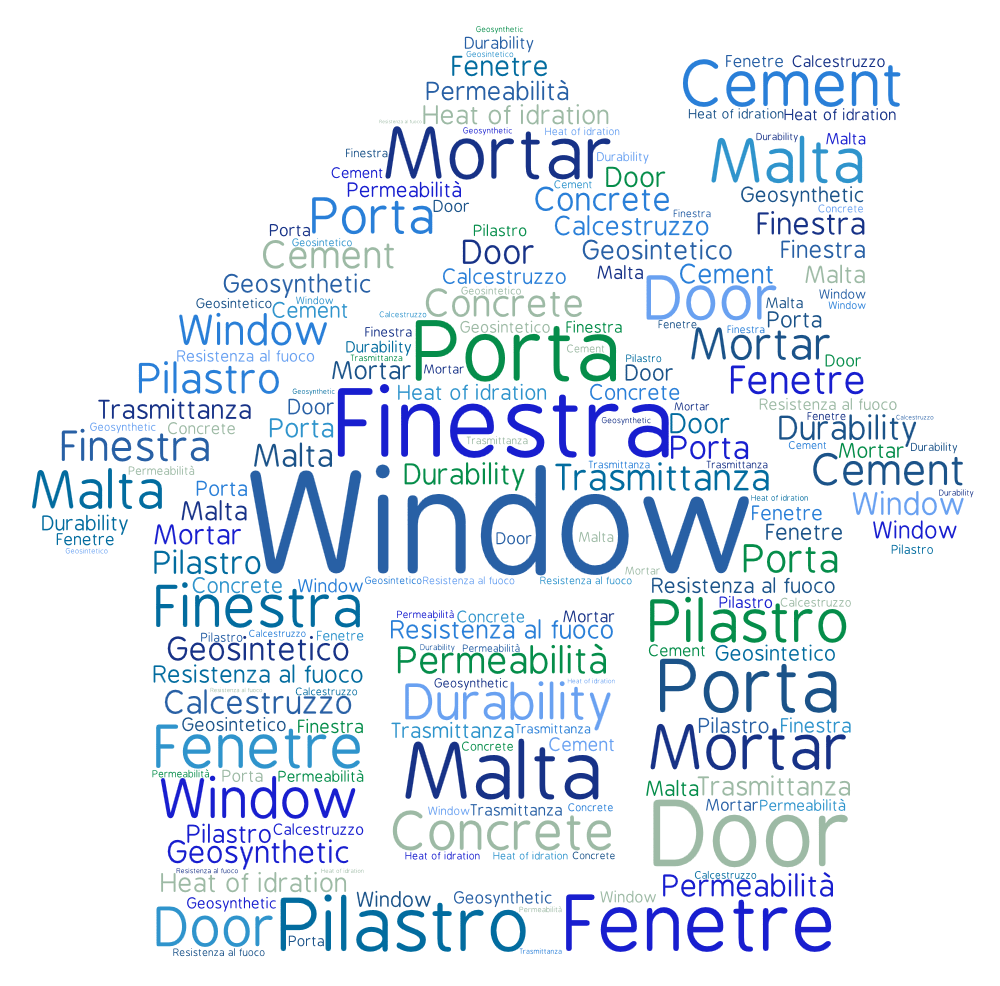 Geosynthetic
Durability
Geosintetico
Fenetre
Fenetre Calcestruzzo
Cement
Permeabilità
Heat of idration
Heat of idration Heat of idration
Resistenza al fuoco
Mortar
Geosynthetic
Heat of idration
Durability
Malta
Malta
Finestra
Durability
Cement
Door
Permeabilità
Cement
Geosynthetic
Porta
Door
Concrete
Concrete
Finestra
Finestra
Calcestruzzo
Porta
Pilastro
Geosintetico
Door
Geosintetico
Finestra
Cement
Malta
Cement
Malta
Geosynthetic
Calcestruzzo
Door
Window
Geosintetico
Window
Cement
Geosintetico
Concrete
Malta
Window
Window
Calcestruzzo
Porta
Geosintetico
Finestra
Porta
Fenetre
Finestra
Finestra
Mortar
Resistenza al fuoco
Durability
Trasmittanza
Cement
Pilastro
Door
Pilastro
Mortar
Mortar
Door
Fenetre
Geosynthetic
Heat of idration
Concrete
Trasmittanza
Door
Finestra
Mortar
Resistenza al fuoco
Geosynthetic
Concrete
Porta
Geosynthetic
Door
Fenetre
Calcestruzzo
Durability
Finestra
Malta
Trasmittanza
Porta
Cement
Mortar
Durability
Permeabilità
Durability
Trasmittanza
Trasmittanza
Trasmittanza
Cement
Malta
Porta
Window
Heat of idration
Window
Durability
Malta
Fenetre
Durability
Fenetre
Mortar
Door
Malta
Fenetre
Window
Geosintetico
Pilastro
Porta
Pilastro
Concrete
Window
Geosintetico
Resistenza al fuoco
Resistenza al fuoco
Mortar
Resistenza al fuoco
Finestra
Permeabilità
Concrete
Mortar
Pilastro
Pilastro
Calcestruzzo
Pilastro
Calcestruzzo
Fenetre
Resistenza al fuoco
Geosintetico
Durability
Permeabilità
Cement
Geosintetico
Resistenza al fuoco
Permeabilità
Porta
Geosynthetic
Heat of idration
Resistenza al fuoco
Calcestruzzo
Calcestruzzo
Durability
Geosintetico
Finestra
Trasmittanza
Trasmittanza
Pilastro
Finestra
Fenetre
Concrete
Cement
Mortar
Permeabilità
Porta
Permeabilità
Malta
Malta
Trasmittanza
Window
Window
Trasmittanza
Concrete
Mortar
Permeabilità
Pilastro
Calcestruzzo
Concrete
Door
Geosynthetic
Heat of idration
Heat of idration
Concrete
Resistenza al fuoco
Heat of idration
Calcestruzzo
Heat of idration
Permeabilità
Geosynthetic
Window
Geosynthetic
Window
Door
Pilastro
Permeabilità
Fenetre
Porta
Resistenza al fuoco
Trasmittanza